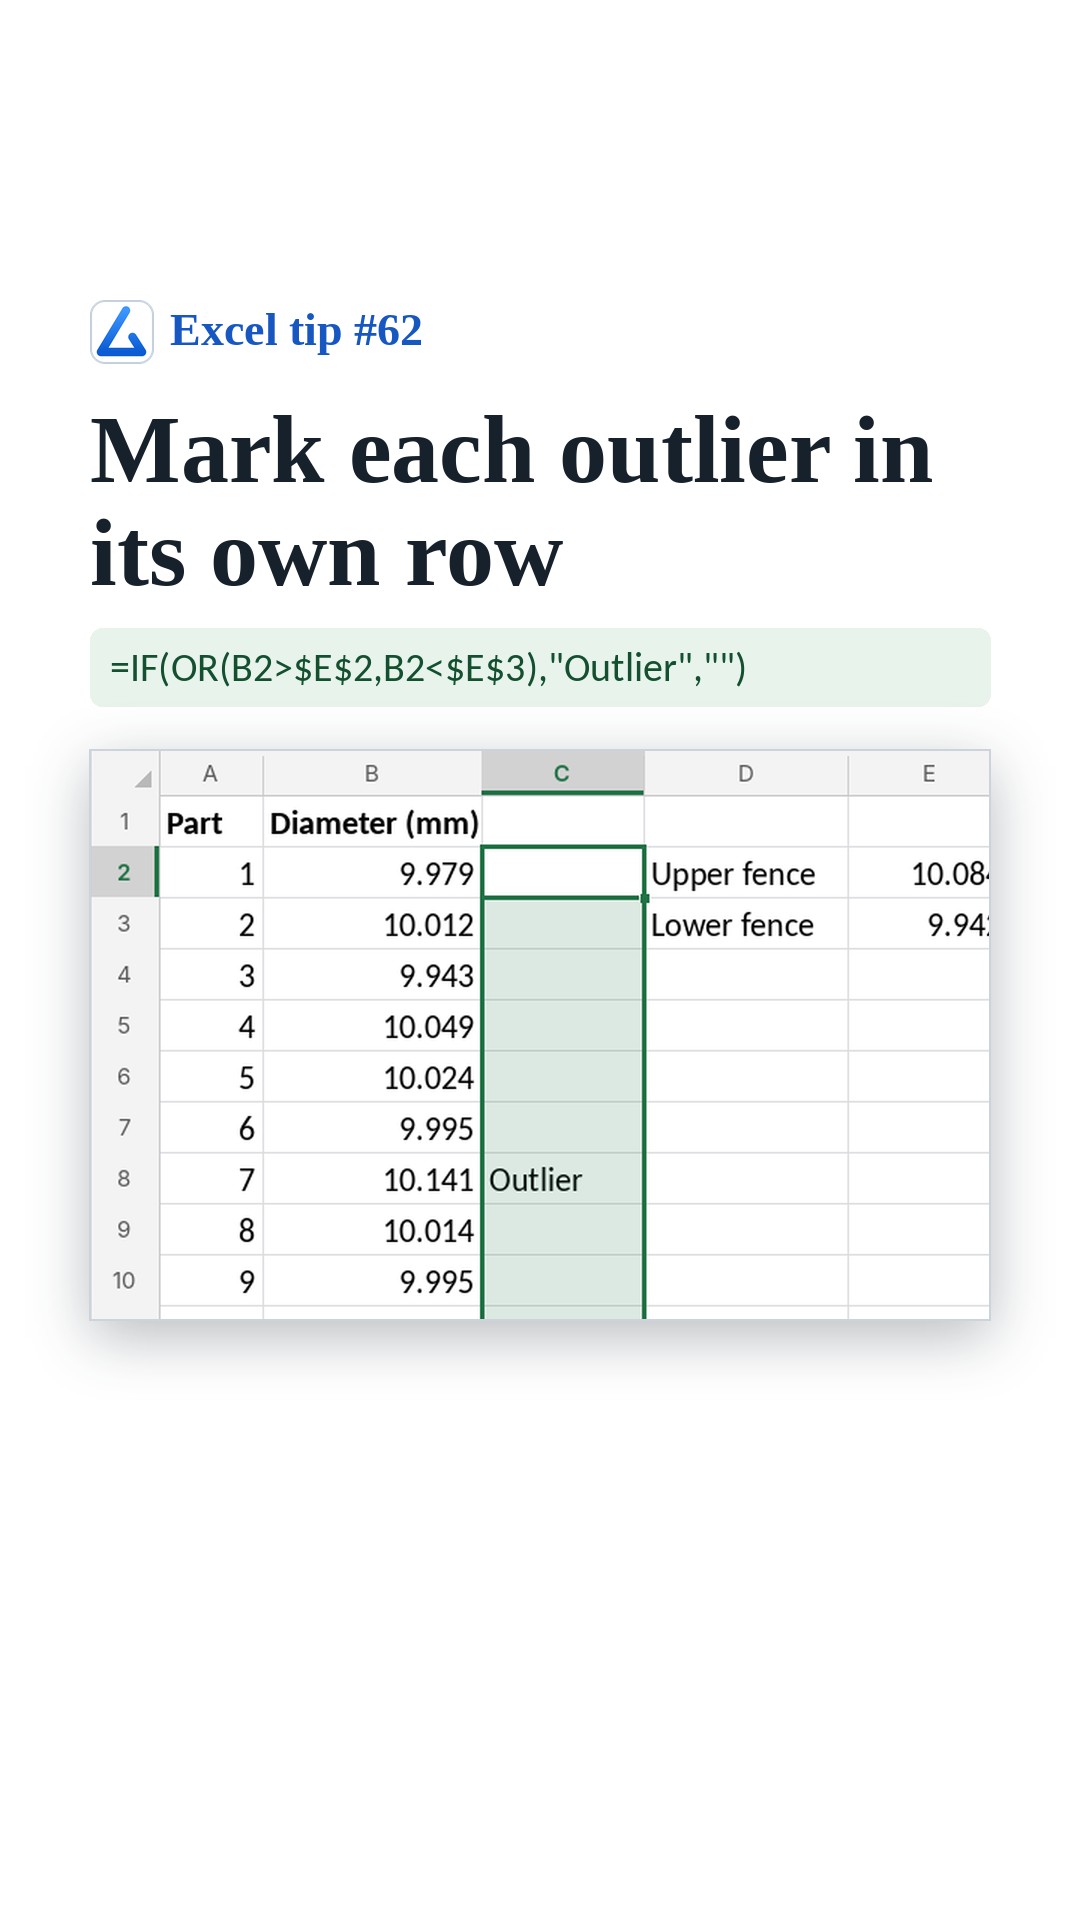 Excel tip #62
Mark each outlier in
its own row
=IF(OR(B2>$E$2,B2<$E$3),"Outlier","")
A B C D E
1 Part Diameter (mm)
2 1 9.979 Upper fence
3 2 10.012 Lower fence
4 3 9.943
5 4 10.049
6 5 10.024
7 6 9.995
8 7 10.141 Outlier
9 8 10.014
10 9 9.995